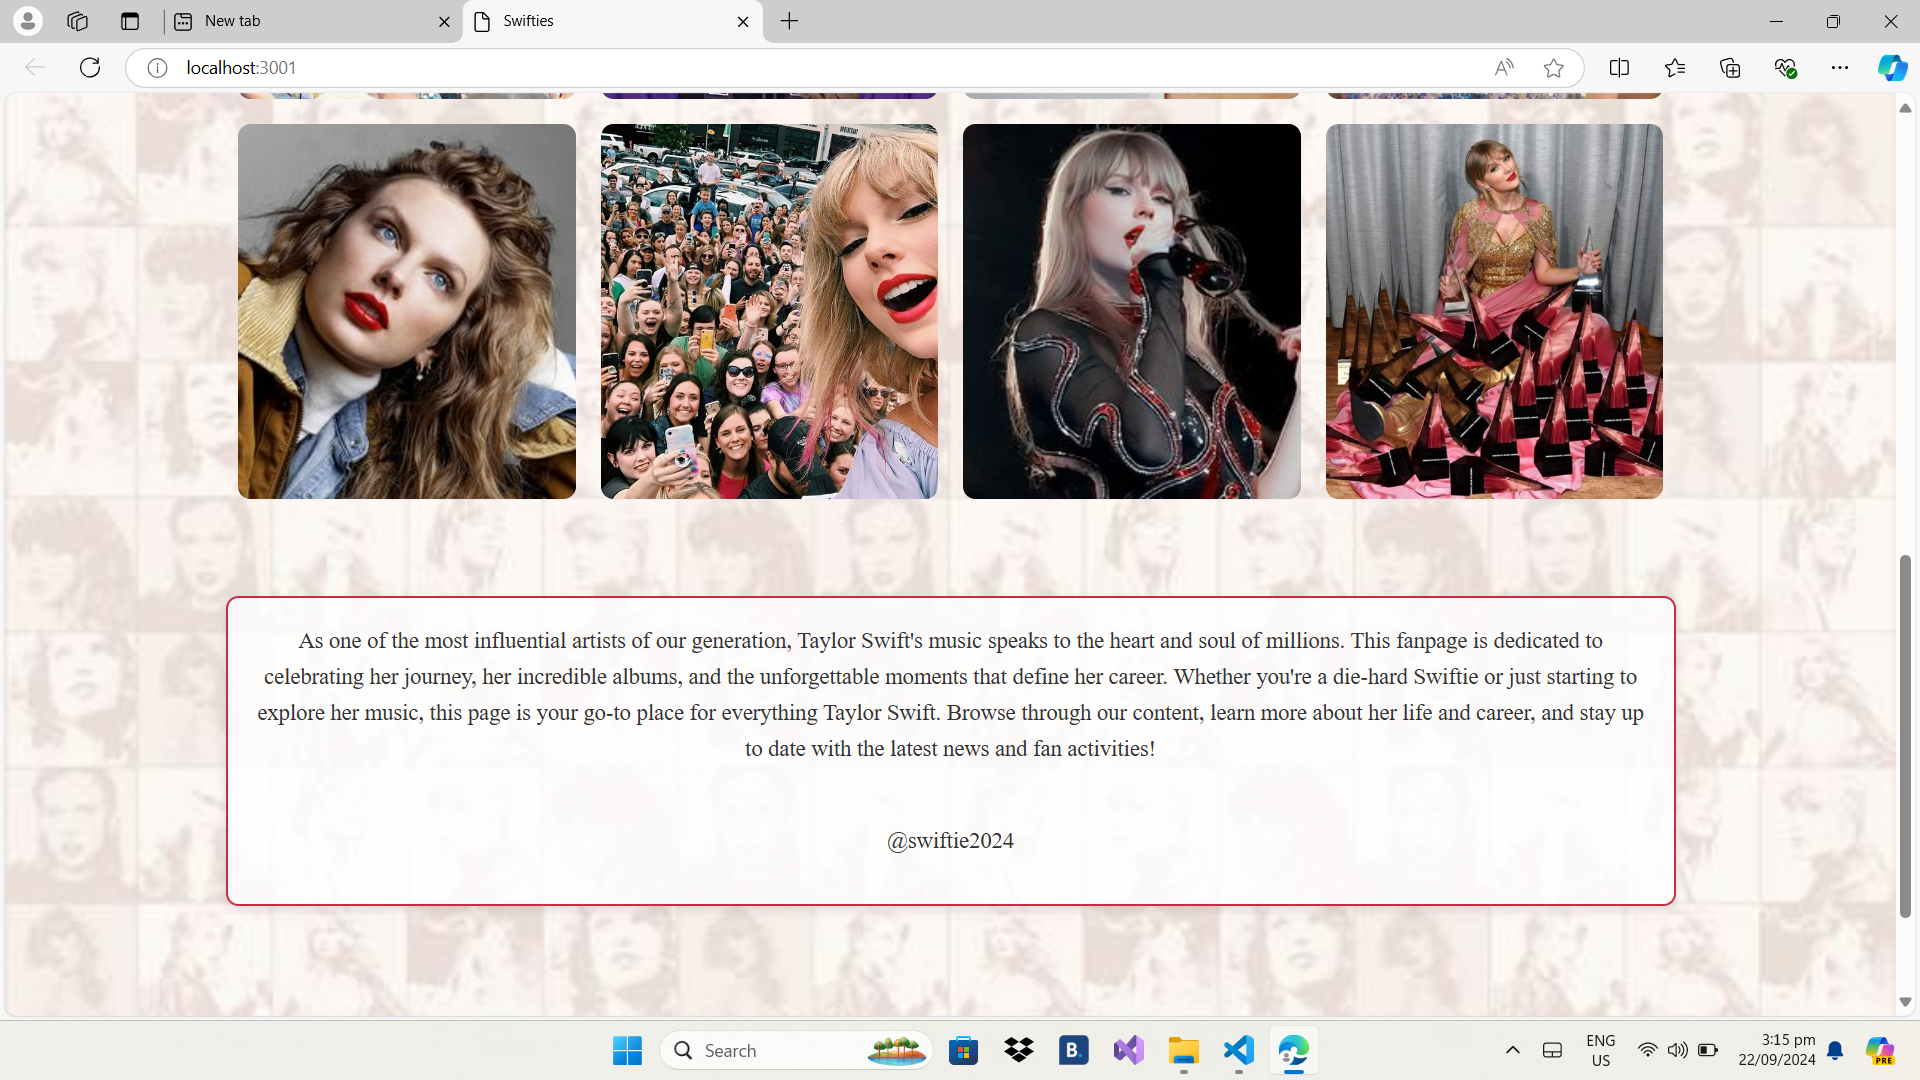 New tab
Swifties
localhost:3001
As one of the most influential artists of our generation, Taylor Swift's music speaks to the heart and soul of millions. This fanpage is dedicated to
celebrating her journey, her incredible albums, and the unforgettable moments that define her career. Whether you're a die-hard Swiftie or just starting to
explore her music, this page is your go-to place for everything Taylor Swift. Browse through our content, learn more about her life and career, and stay up
to date with the latest news and fan activities!
@swiftie2024
Search
B.
ENG
US
3:15 pm
22/09/2024
PRE